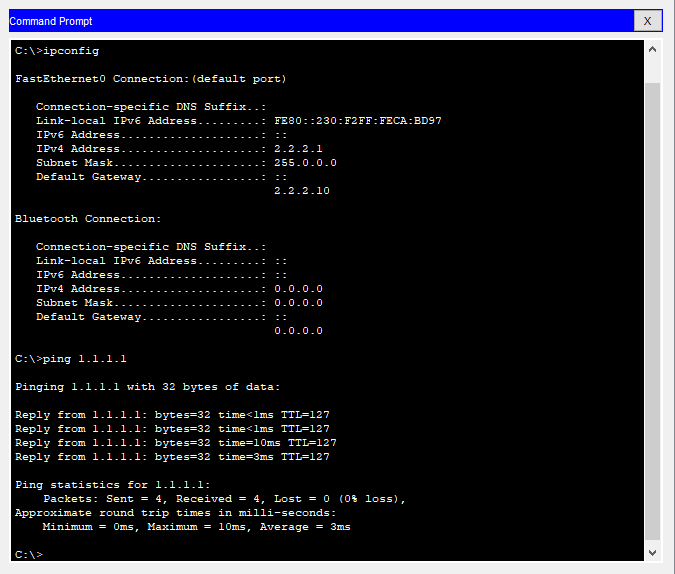 Command Prompt
X
C:\>ipconfig
FastEthernet0 Connection:(default port)
Connection-specific DNS Suffix..:
Link-local IPv6 Address.........: FE80::230:F2FF:FECA:BD97
IPv6 Address....................: ::
IPv4 Address....................: 2.2.2.1
Subnet Mask.....................: 255.0.0.0
Default Gateway.................: ::
2.2.2.10
Bluetooth Connection:
Connection-specific DNS Suffix..:
Link-local IPv6 Address.........: ::
IPv6 Address....................: ::
IPv4 Address....................: 0.0.0.0
Subnet Mask.....................: 0.0.0.0
Default Gateway.................: ::
0.0.0.0
C:\>ping 1.1.1.1
Pinging 1.1.1.1 with 32 bytes of data:
Reply from 1.1.1.1: bytes=32 time<1ms TTL=127
Reply from 1.1.1.1: bytes=32 time<1ms TTL=127
Reply from 1.1.1.1: bytes=32 time=10ms TTL=127
Reply from 1.1.1.1: bytes=32 time=3ms TTL=127
Ping statistics for 1.1.1.1:
Packets: Sent = 4, Received = 4, Lost = 0 (0% loss),
Approximate round trip times in milli-seconds:
Minimum = 0ms, Maximum = 10ms, Average = 3ms
C:\>